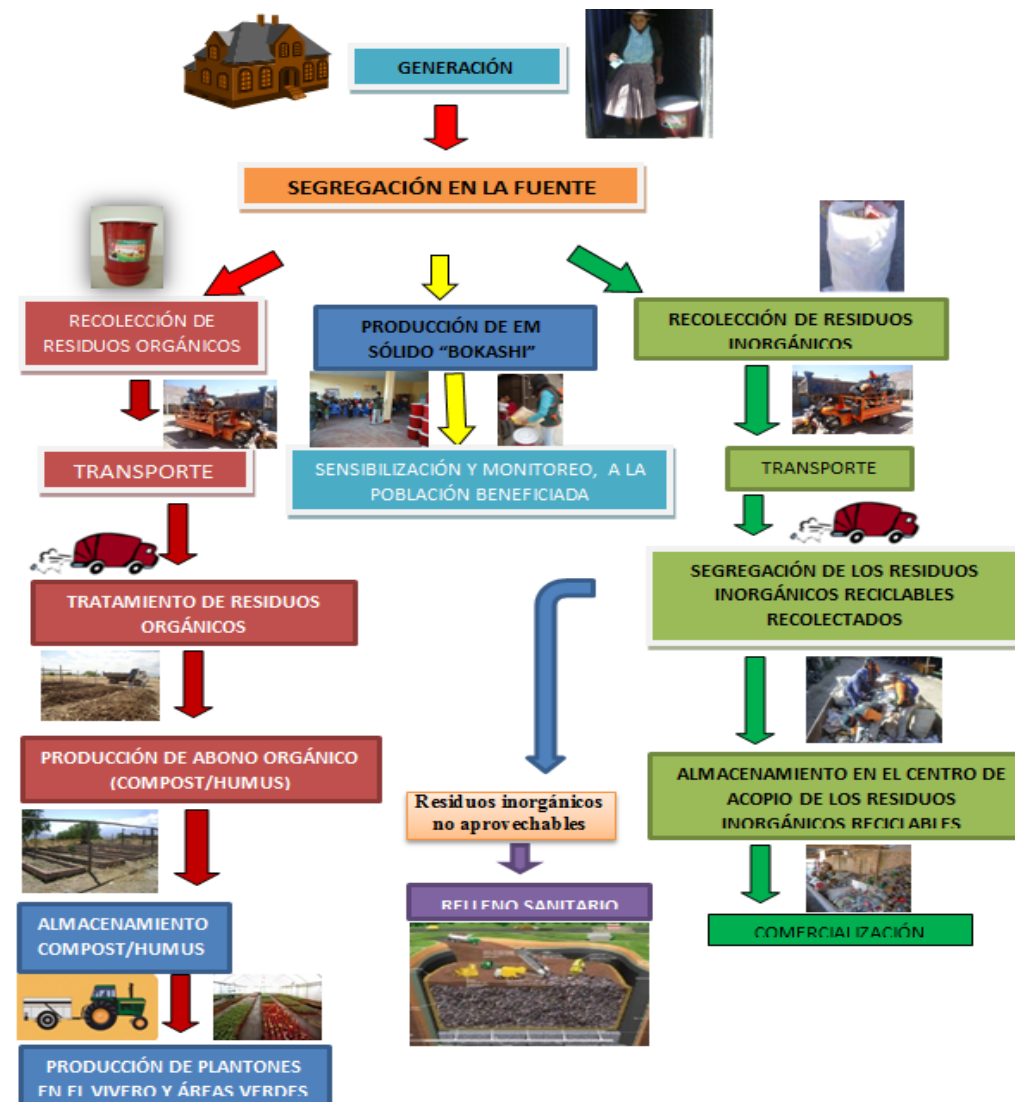 GENERACIÓN
SEGREGACIÓN EN LA FUENTE
RECOLECCIÓN DE
RESIDUOS ORGÁNICOS
TRANSPORTE
TRATAMIENTO DE RESIDUOS
ORGÁNICOS
PRODUCCIÓN DE ABONO ORGÁNICO
(COMPOST/HUMUS)
ALMACENAMIENTO
COMPOST/HUMUS
PRODUCCIÓN DE PLANTONES
EN EL VIVERO Y ÁREAS VERDES
PRODUCCIÓN DE EM
SÓLIDO “BOKASHI”
SENSIBILIZACIÓN Y MONITOREO, A LA
POBLACIÓN BENEFICIADA
RECOLECCIÓN DE RESIDUOS
INORGÁNICOS
TRANSPORTE
SEGREGACIÓN DE LOS RESIDUOS
INORGÁNICOS RECICLABLES
RECOLECTADOS
Residuos inorgánicos
no aprovechables
RELLENO SANITARIO
ALMACENAMIENTO EN EL CENTRO DE
ACOPIO DE LOS RESIDUOS
INORGÁNICOS RECICLABLES
COMERCIALIZACIÓN